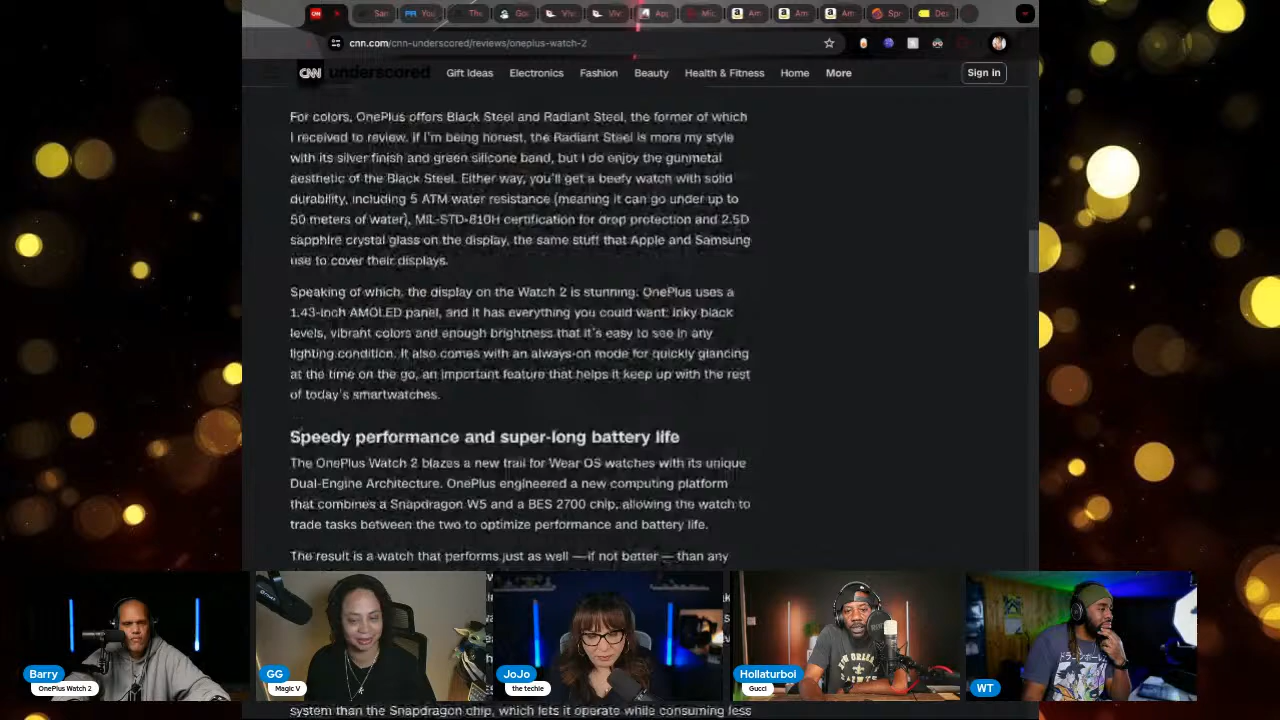 cnn.com/cnn-underscored/reviews/oneplus-watch-2
CNN underscored Gift Ideas Electronics Fashion Beauty Health & Fitness Home More Sign in
For colors, OnePlus offers Black Steel and Radiant Steel, the former of which
I received to review. If I'm being honest, the Radiant Steel is more my style
with its silver finish and green silicone band, but I do enjoy the gunmetal
aesthetic of the Black Steel. Either way, you'll get a beefy watch with solid
durability, including 5 ATM water resistance (meaning it can go under up to
50 meters of water), MIL-STD-810H certification for drop protection and 2.5D
sapphire crystal glass on the display, the same stuff that Apple and Samsung
use to cover their displays.
Speaking of which, the display on the Watch 2 is stunning. OnePlus uses a
1.43-inch AMOLED panel, and it has everything you could want: inky black
levels, vibrant colors and enough brightness that it's easy to see in any
lighting condition. It also comes with an always-on mode for quickly glancing
at the time on the go, an important feature that helps it keep up with the rest
of today's smartwatches.
Speedy performance and super-long battery life
The OnePlus Watch 2 blazes a new trail for Wear OS watches with its unique
Dual-Engine Architecture. OnePlus engineered a new computing platform
that combines a Snapdragon W5 and a BES 2700 chip, allowing the watch to
trade tasks between the two to optimize performance and battery life.
The result is a watch that performs just as well — if not better — than any
Barry
OnePlus Watch 2
GG
Magic V
JoJo
the techie
Hollaturboi
Gucci
WT
system than the Snapdragon chip, which lets it operate while consuming less